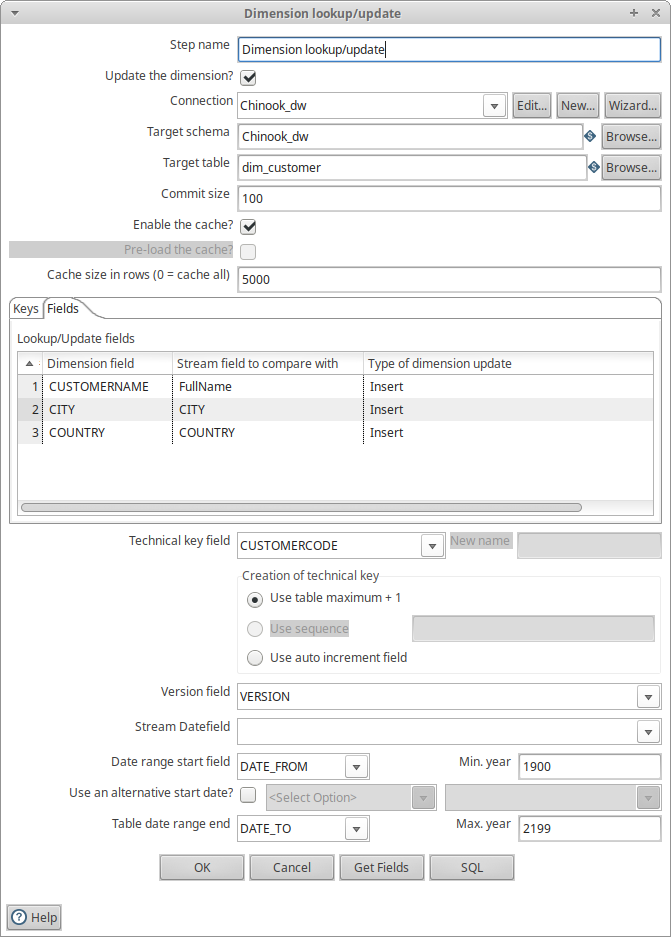 Dimension lookup/update
Step name Dimension lookup/update
Update the dimension?
Connection Chinook_dw Edit... New... Wizard...
Target schema Chinook_dw S Browse...
Target table dim_customer S Browse...
Commit size 100
Enable the cache?
Pre-load the cache?
Cache size in rows (0 = cache all) 5000
Keys Fields
Lookup/Update fields
Dimension field Stream field to compare with Type of dimension update
1 CUSTOMERNAME FullName Insert
2 CITY CITY Insert
3 COUNTRY COUNTRY Insert
Technical key field CUSTOMERCODE New name
Creation of technical key
Use table maximum + 1
Use sequence
Use auto increment field
Version field VERSION
Stream Datefield
Date range start field DATE_FROM Min. year 1900
Use an alternative start date? <Select Option>
Table date range end DATE_TO Max. year 2199
OK Cancel Get Fields SQL
? Help